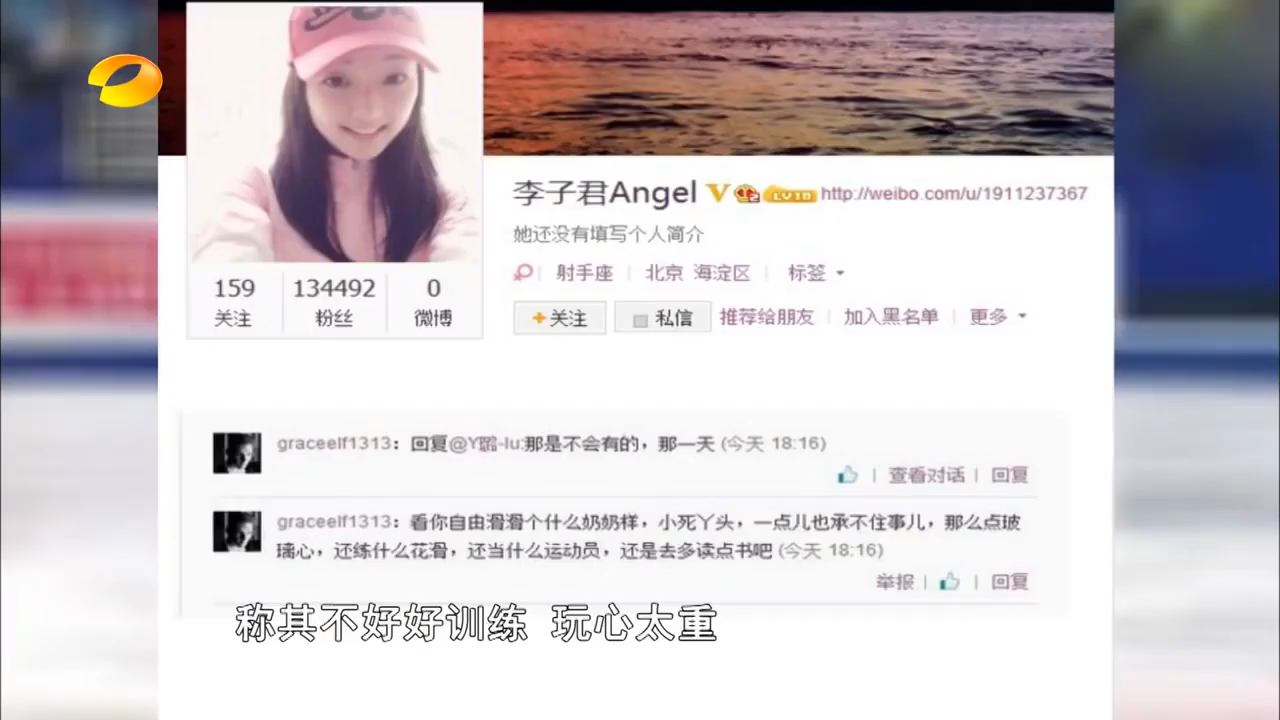 李子君Angel V 2 LV10 http://weibo.com/u/1911237367
她还没有填写个人简介
射手座 北京 海淀区 标签
159 134492 0
关注 粉丝 微博
+关注 私信 推荐给朋友 加入黑名单 更多
graceelf1313：回复@Y璐-lu:那是不会有的，那一天 (今天 18:16)
查看对话 回复
graceelf1313：看你自由滑滑个什么奶奶样，小死丫头，一点儿也承不住事儿，那么点玻
璃心，还练什么花滑，还当什么运动员，还是去多读点书吧 (今天 18:16)
举报 回复
称其不好好训练 玩心太重